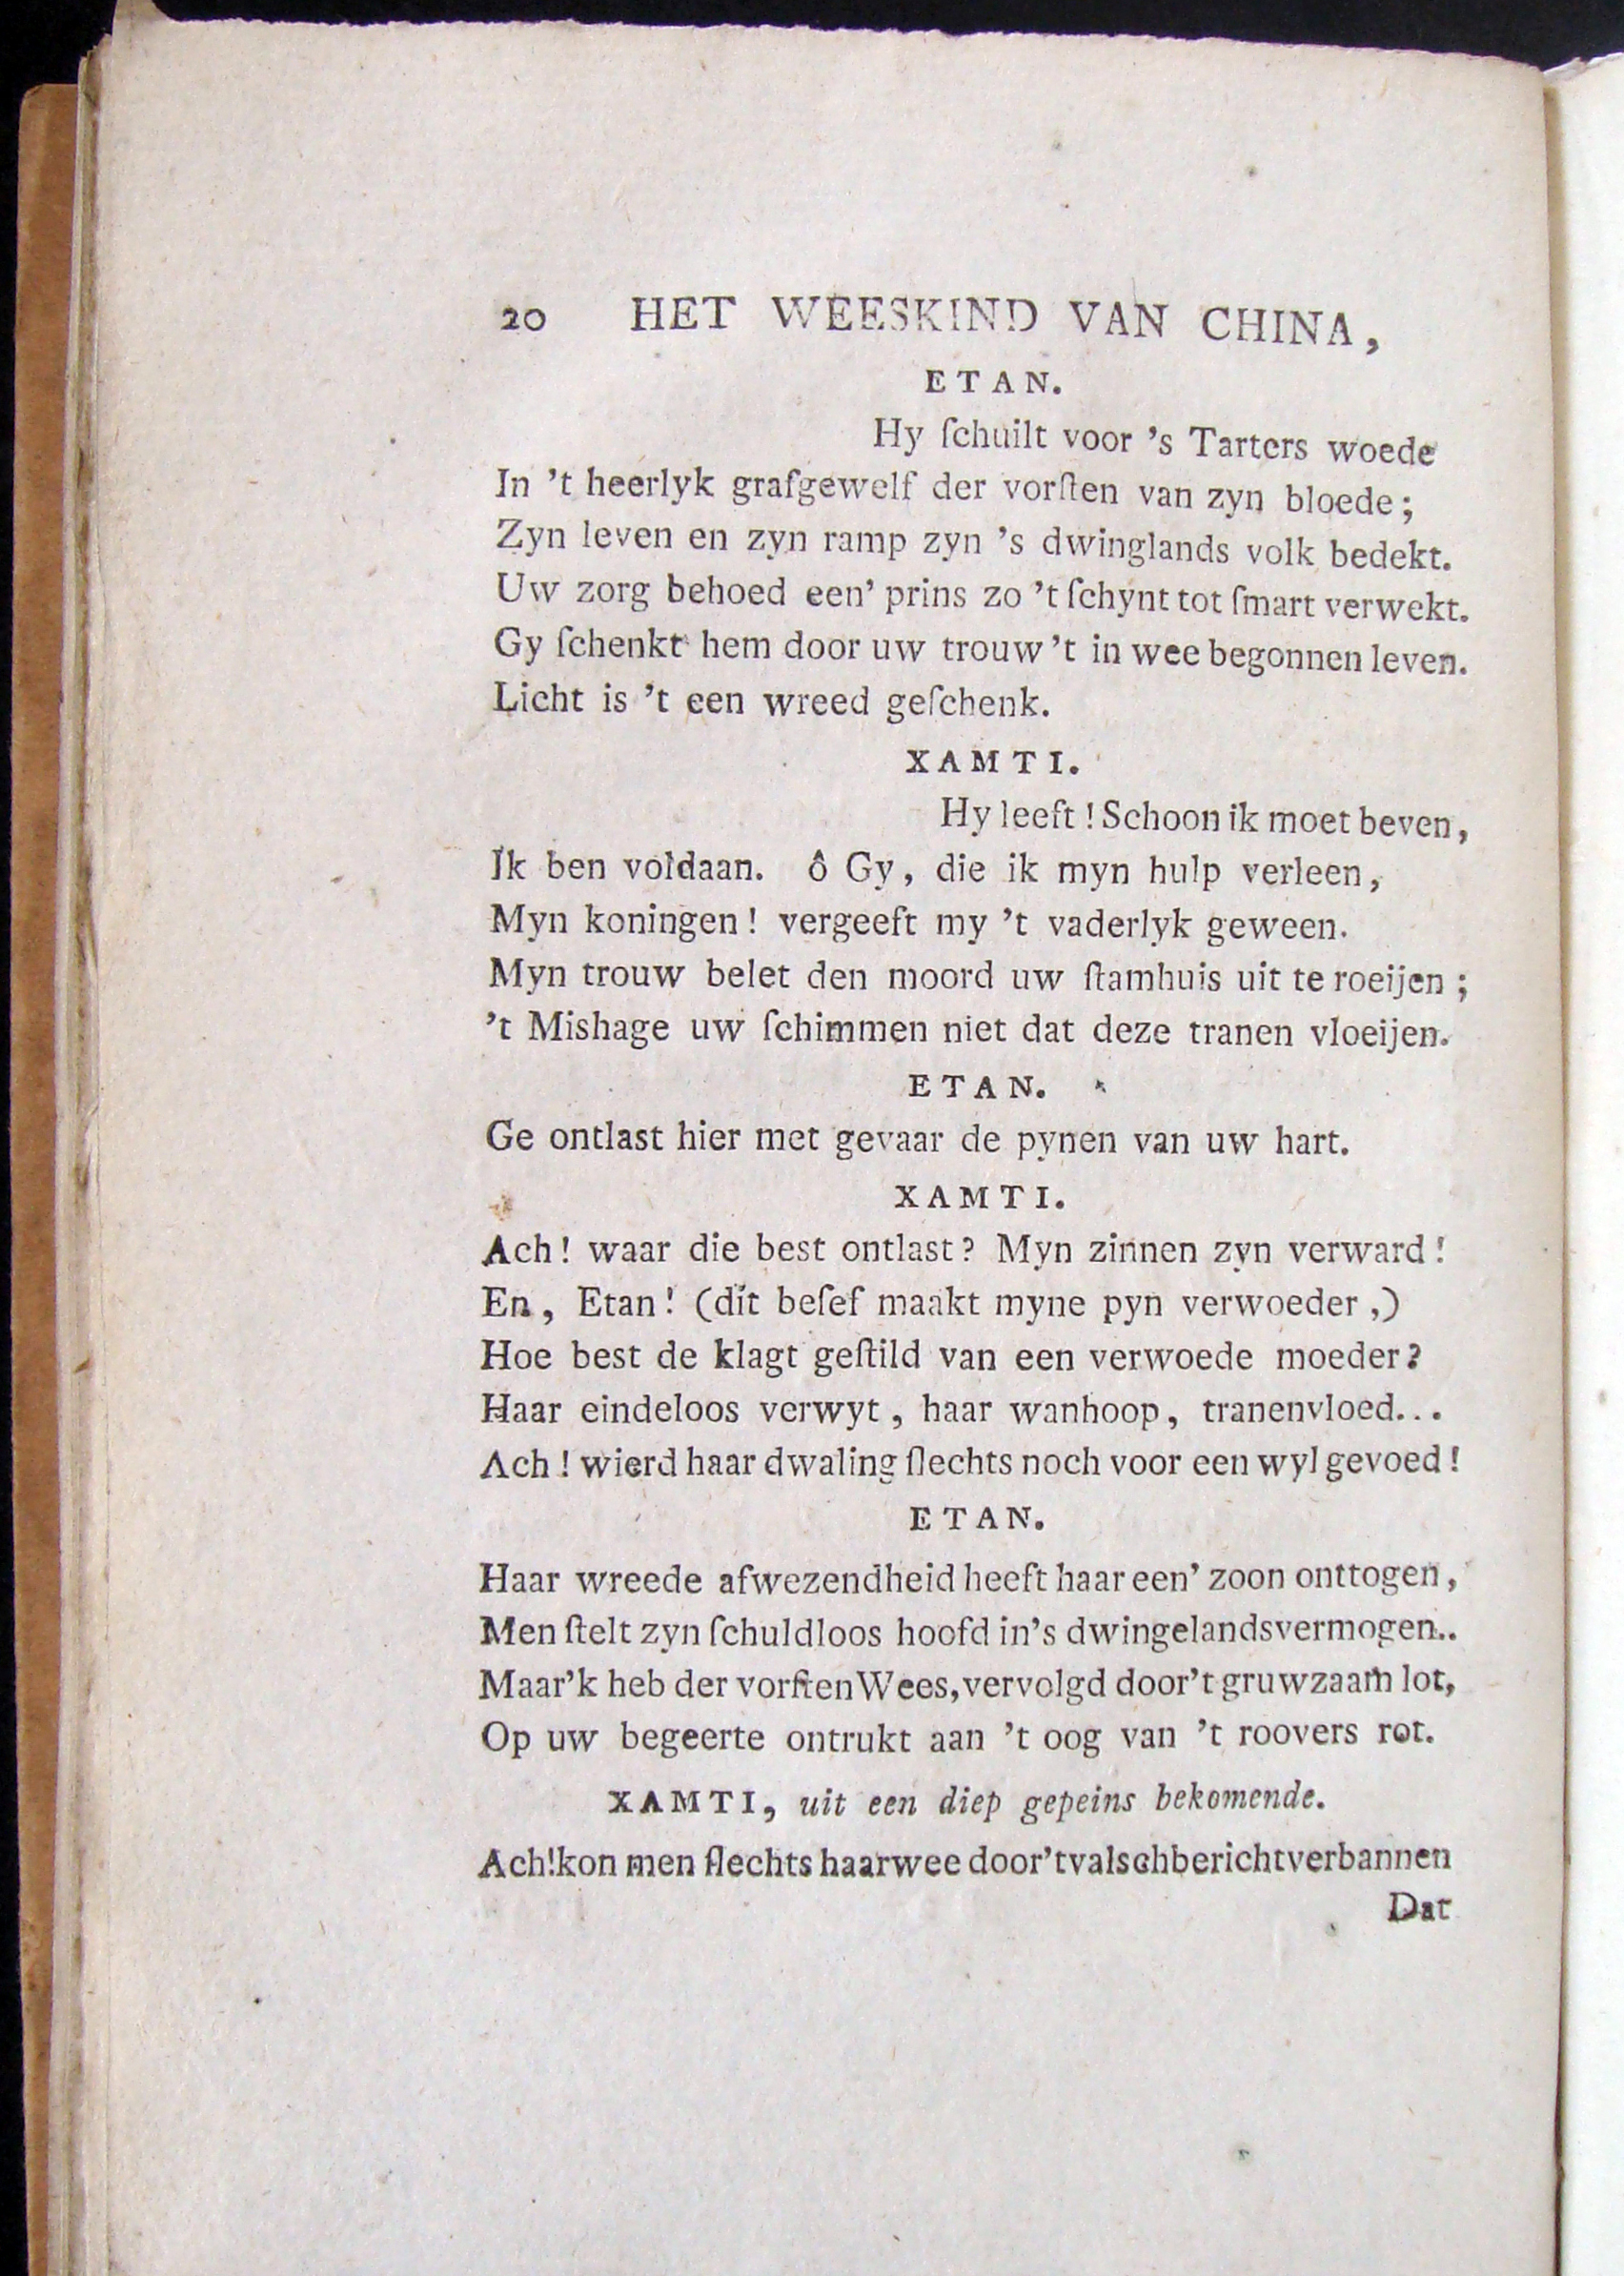 20 HET WEESKIND VAN CHINA,
ETAN.
Hy ſchuilt voor 's Tarters woede
In 't heerlyk grafgewelf der vorſten van zyn bloede;
Zyn leven en zyn ramp zyn 's dwinglands volk bedekt.
Uw zorg behoed een' prins zo 't ſchynt tot ſmart verwekt.
Gy ſchenkt hem door uw trouw 't in wee begonnen leven.
Licht is 't een wreed geſchenk.
XAMTI.
Hy leeft! Schoon ik moet beven,
Ik ben voldaan. ô Gy, die ik myn hulp verleen,
Myn koningen! vergeeft my 't vaderlyk geween.
Myn trouw belet den moord uw ſtamhuis uit te roeijen;
't Mishage uw ſchimmen niet dat deze tranen vloeijen.
ETAN.
Ge ontlast hier met gevaar de pynen van uw hart.
XAMTI.
Ach! waar die best ontlast? Myn zinnen zyn verward!
En, Etan! (dit beſef maakt myne pyn verwoeder,)
Hoe best de klagt geſtild van een verwoede moeder?
Haar eindeloos verwyt, haar wanhoop, tranenvloed...
Ach! wierd haar dwaling ſlechts noch voor een wyl gevoed!
ETAN.
Haar wreede afwezendheid heeft haar een' zoon onttogen,
Men ſtelt zyn ſchuldloos hoofd in 's dwingelands vermogen..
Maar 'k heb der vorſten Wees, vervolgd door 't gruwzaam lot,
Op uw begeerte ontrukt aan 't oog van 't roovers rot.
XAMTI, uit een diep gepeins bekomende.
Ach! kon men ſlechts haar wee door 't valsch bericht verbannen
Dat